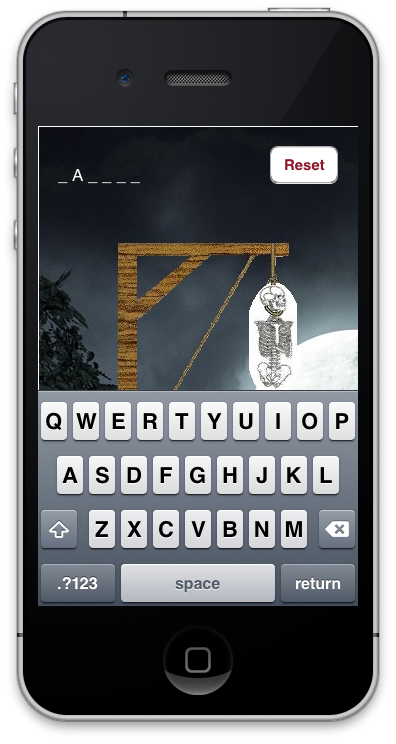 Reset
_ A _ _ _ _
Q W E R T Y U I O P
A S D F G H J K L
Z X C V B N M
.?123 space return